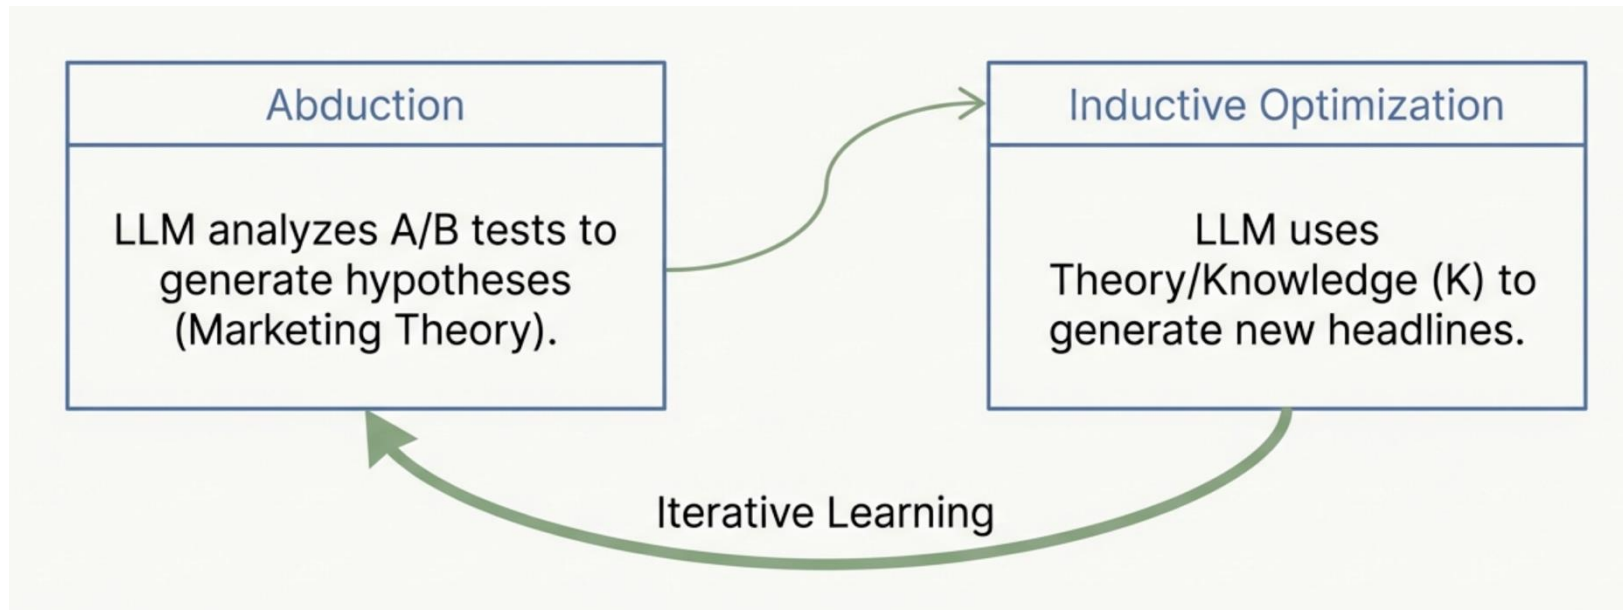 Abduction
LLM analyzes A/B tests to
generate hypotheses
(Marketing Theory).
Inductive Optimization
LLM uses
Theory/Knowledge (K) to
generate new headlines.
Iterative Learning